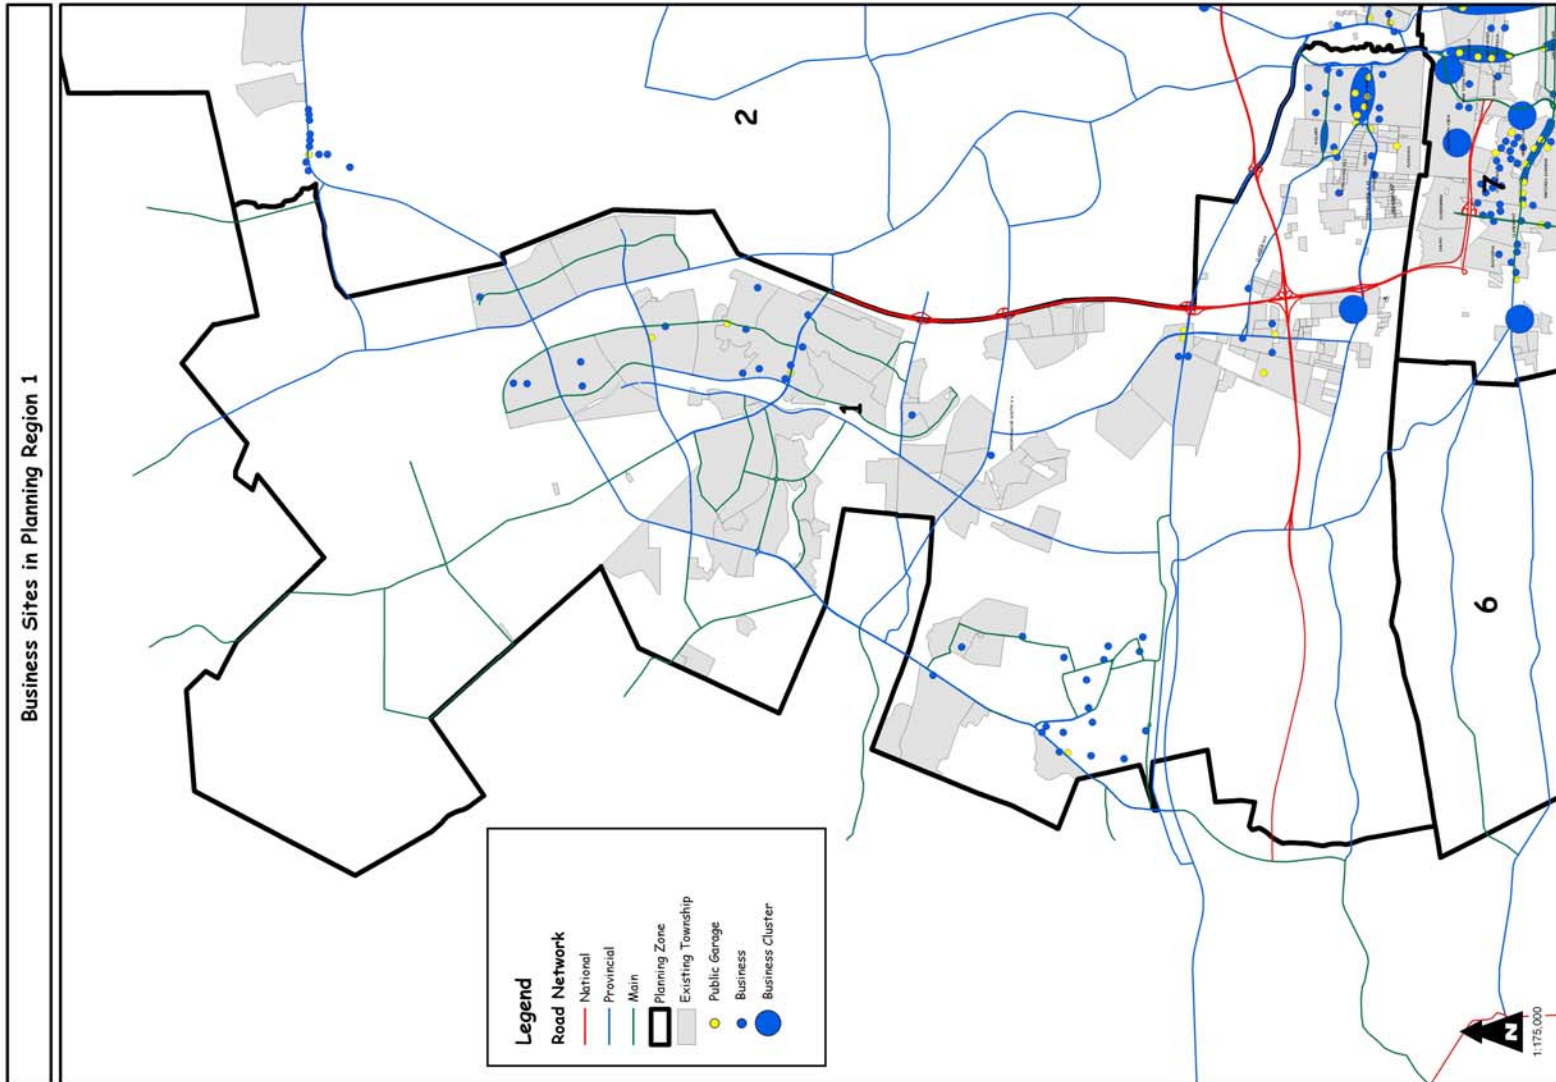 Business Sites in Planning Region 1
2
1
7
6
Legend
Road Network
National
Provincial
Main
Planning Zone
Existing Township
Public Garage
Business
Business Cluster
N
1:175,000